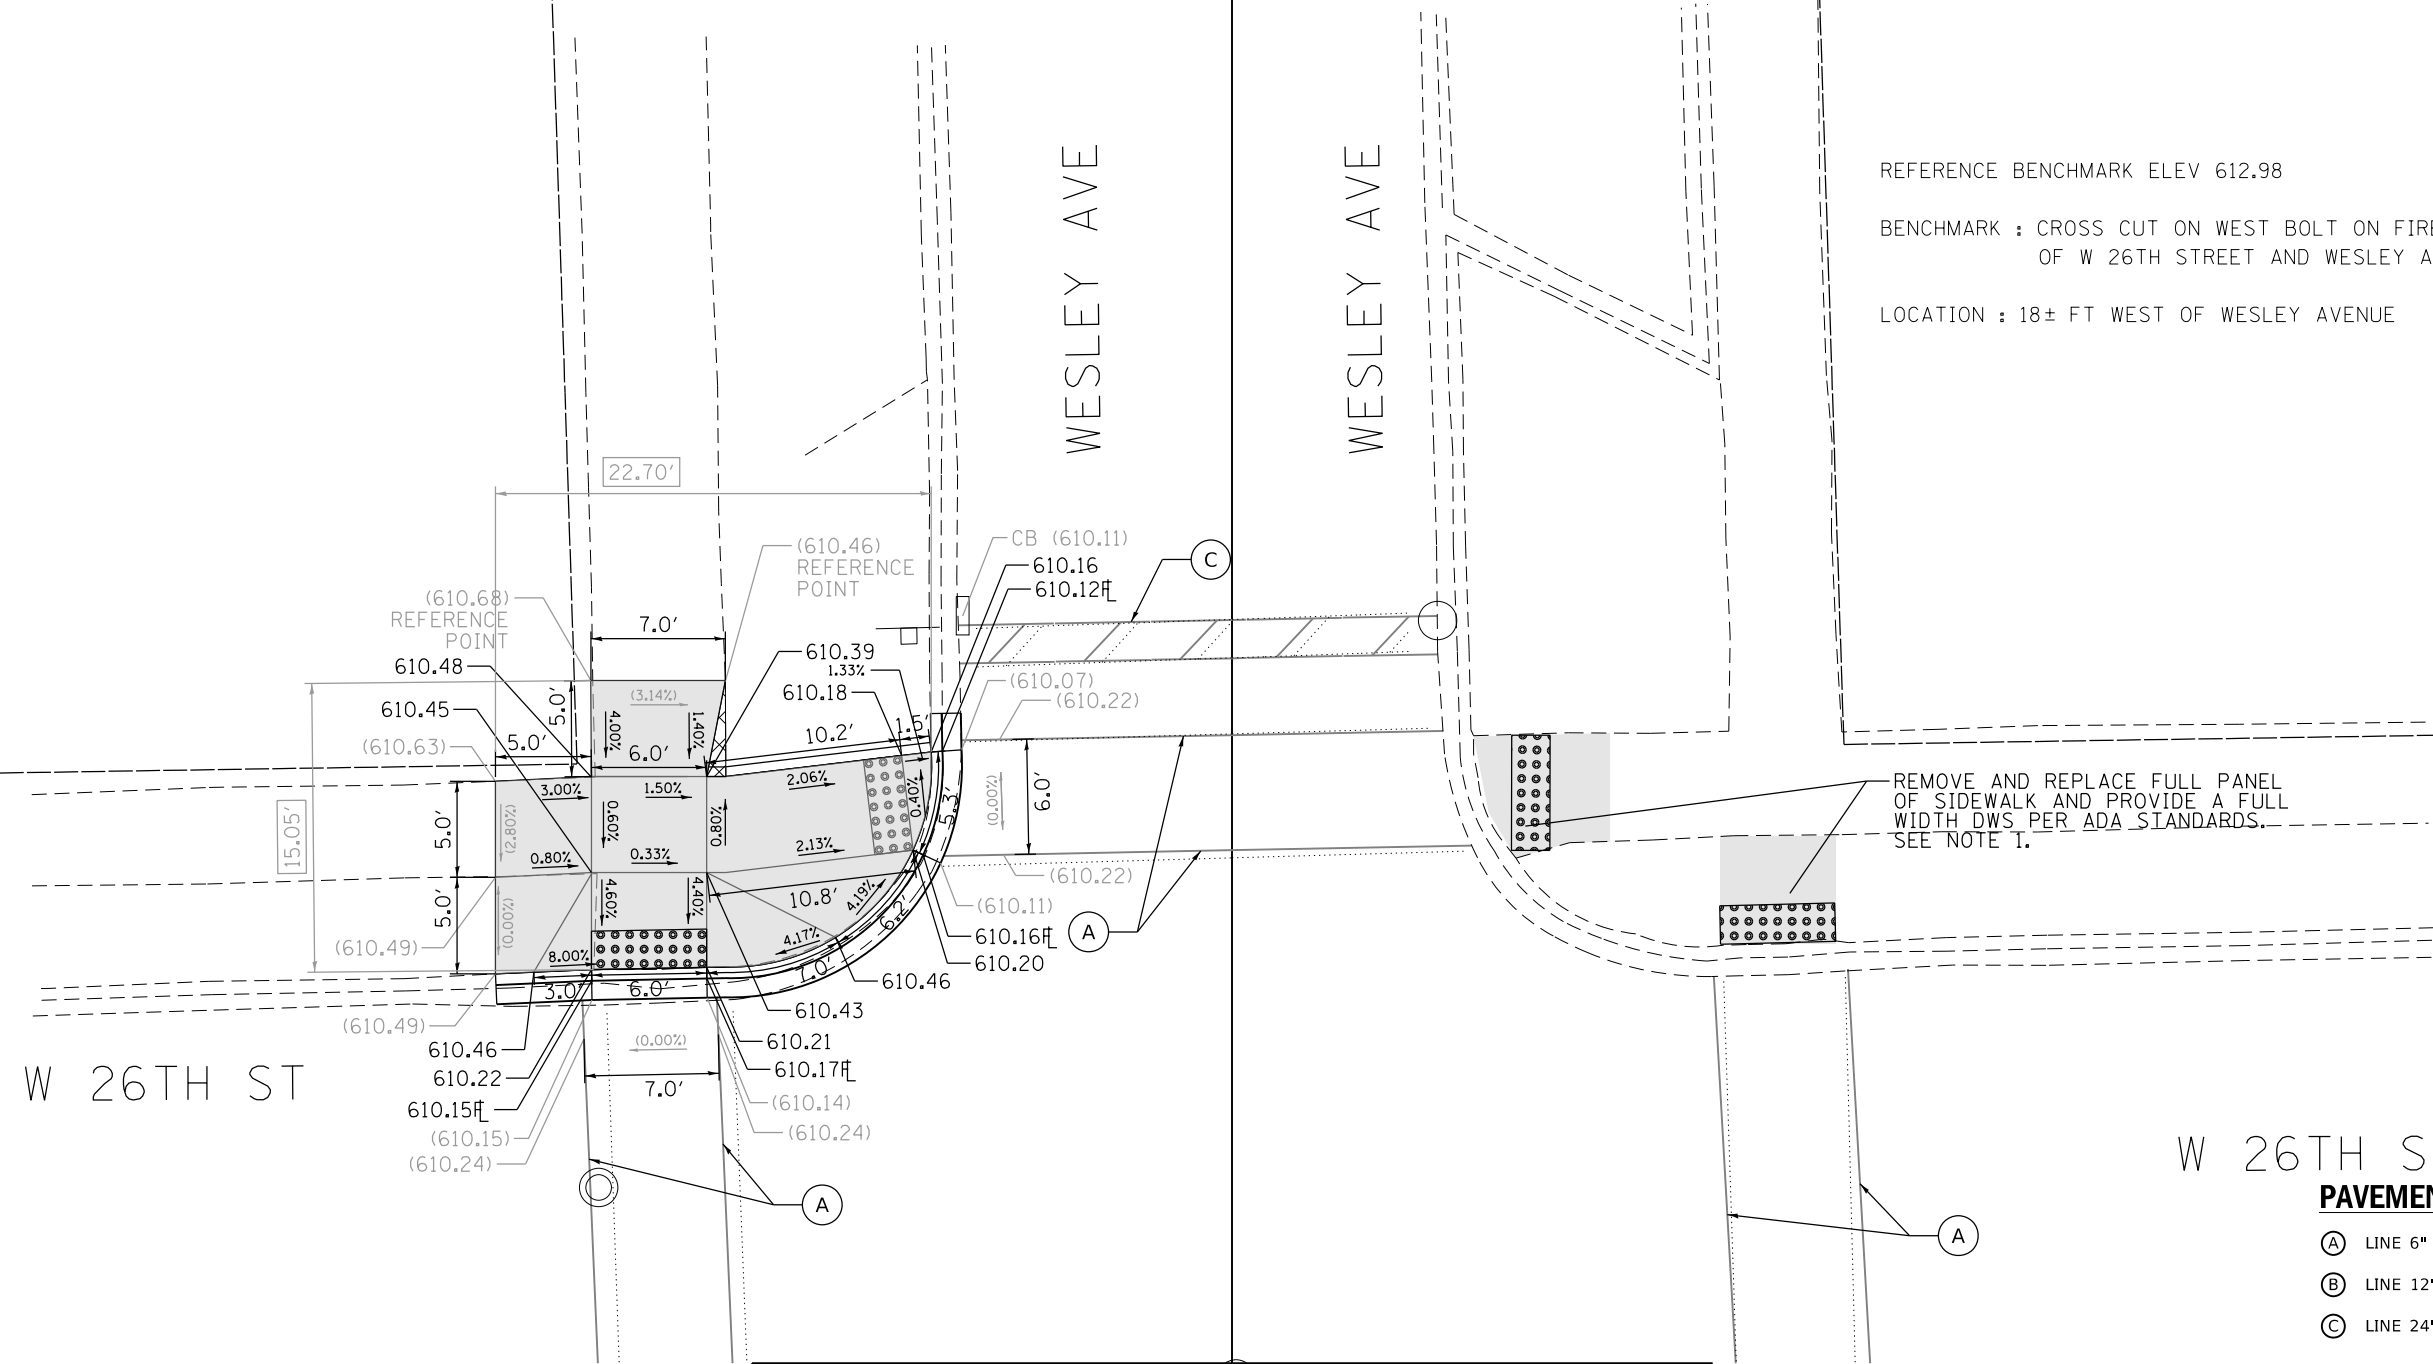 WESLEY AVE
WESLEY AVE
REFERENCE BENCHMARK ELEV 612.98
BENCHMARK : CROSS CUT ON WEST BOLT ON FIRE
OF W 26TH STREET AND WESLEY A
LOCATION : 18± FT WEST OF WESLEY AVENUE
22.70'
(610.46)
REFERENCE
POINT
CB (610.11)
610.16
610.12FL
C
(610.68)
REFERENCE
POINT
7.0'
610.48
610.39
1.33%
610.18
(610.07)
(610.22)
610.45
(3.14%)
5.0'
4.00%
1.40%
10.2'
1.5'
(610.63)
5.0'
6.0'
15.05'
5.0'
(2.80%)
3.00%
1.50%
0.60%
0.80%
2.06%
0.40%
5.3'
(0.00%)
6.0'
0.80%
0.33%
2.13%
(610.22)
REMOVE AND REPLACE FULL PANEL
OF SIDEWALK AND PROVIDE A FULL
WIDTH DWS PER ADA STANDARDS.
SEE NOTE 1.
5.0'
(0.00%)
4.60%
4.40%
10.8'
4.19%
6.2'
(610.11)
A
610.16FL
610.20
(610.49)
8.00%
4.17%
7.0'
610.46
3.0'
6.0'
610.43
(610.49)
610.46
610.22
610.15FL
(610.15)
(610.24)
(0.00%)
7.0'
610.21
610.17FL
(610.14)
(610.24)
W 26TH ST
A
A
W 26TH S
PAVEMEN
A LINE 6"
B LINE 12"
C LINE 24"